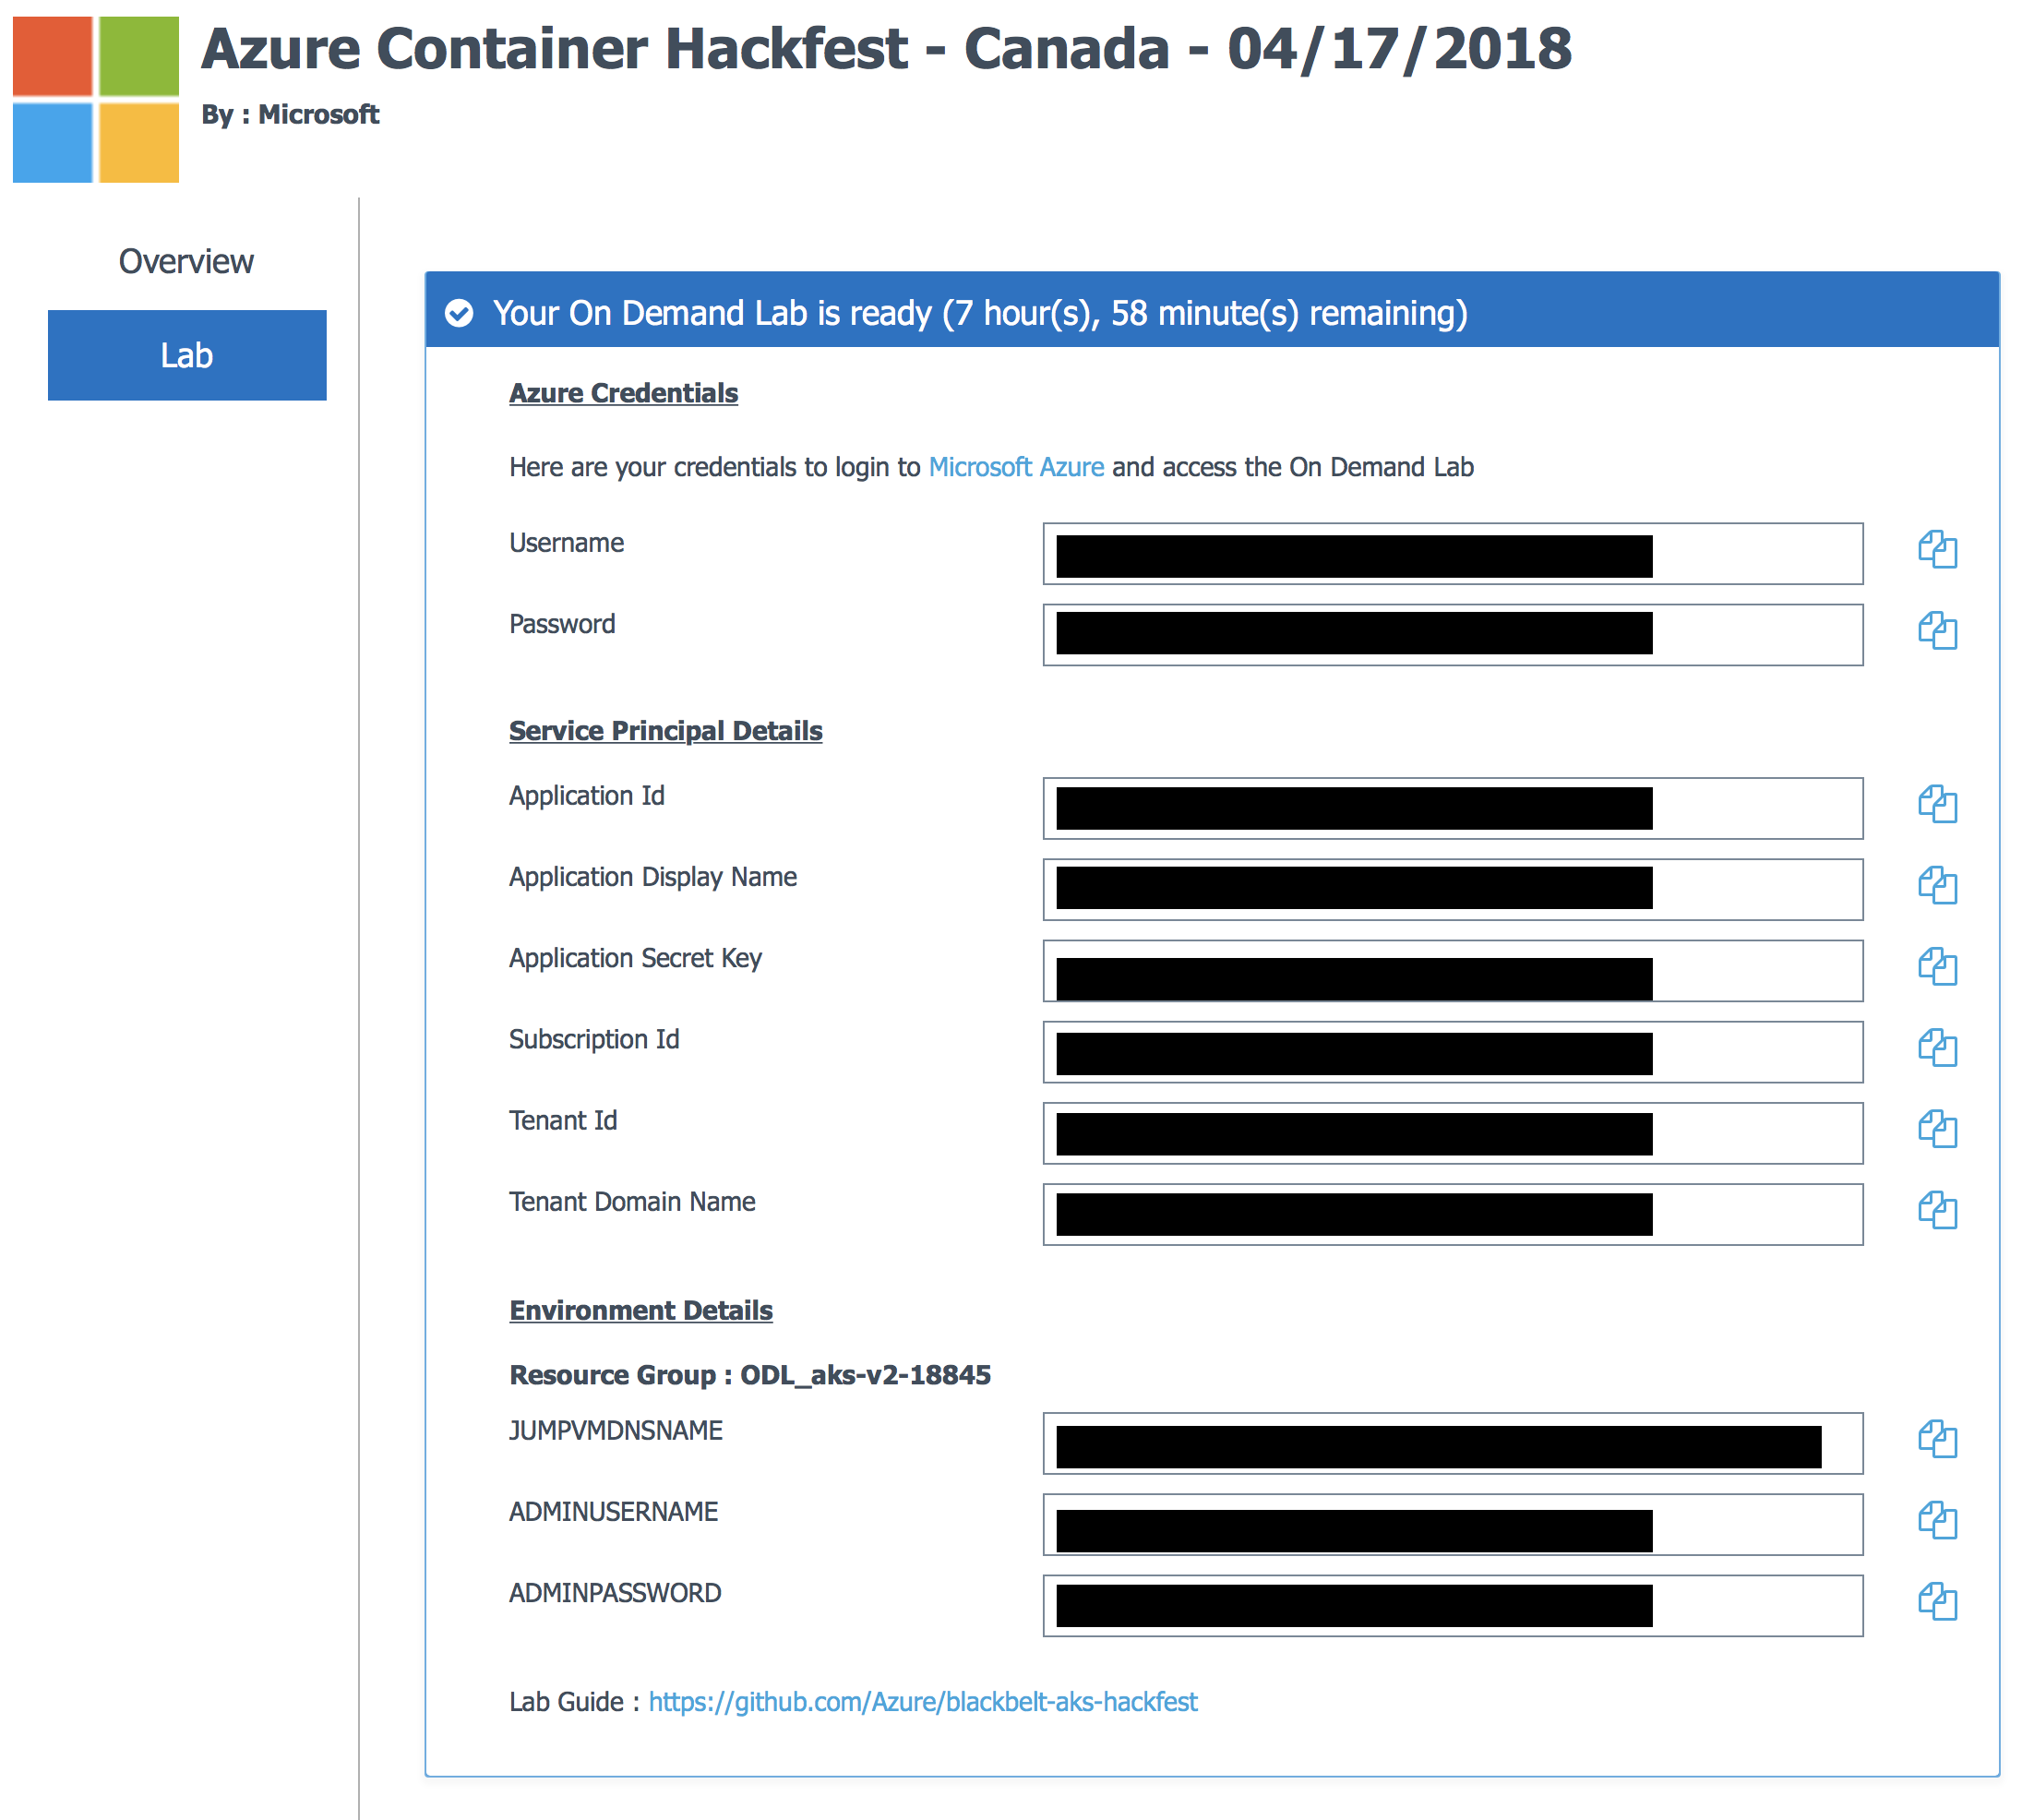 Azure Container Hackfest - Canada - 04/17/2018
By : Microsoft
Overview
Lab
Your On Demand Lab is ready (7 hour(s), 58 minute(s) remaining)
Azure Credentials
Here are your credentials to login to Microsoft Azure and access the On Demand Lab
Username
Password
Service Principal Details
Application Id
Application Display Name
Application Secret Key
Subscription Id
Tenant Id
Tenant Domain Name
Environment Details
Resource Group : ODL_aks-v2-18845
JUMPVMDNSNAME
ADMINUSERNAME
ADMINPASSWORD
Lab Guide : https://github.com/Azure/blackbelt-aks-hackfest